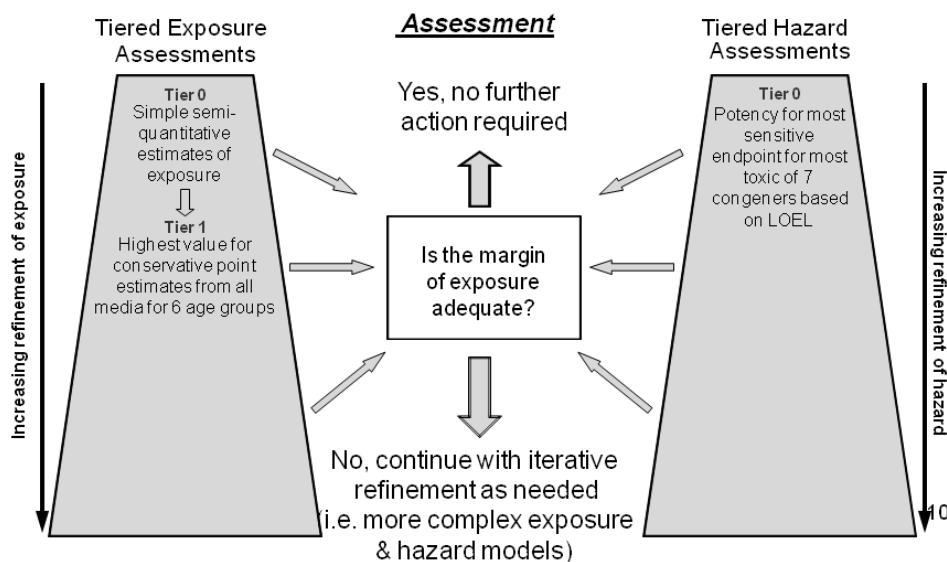 Tiered Exposure
Assessments
Assessment
Tiered Hazard
Assessments
Increasing refinement of exposure
Tier 0
Simple semi-
quantitative
estimates of
exposure
Tier 1
Highest value for
conservative point
estimates from all
media for 6 age groups
Yes, no further
action required
Is the margin
of exposure
adequate?
No, continue with iterative
refinement as needed
(i.e. more complex exposure
& hazard models)
Tier 0
Potency for most
sensitive
endpoint for most
toxic of 7
congeners based
on LOEL
Increasing refinement of hazard
10